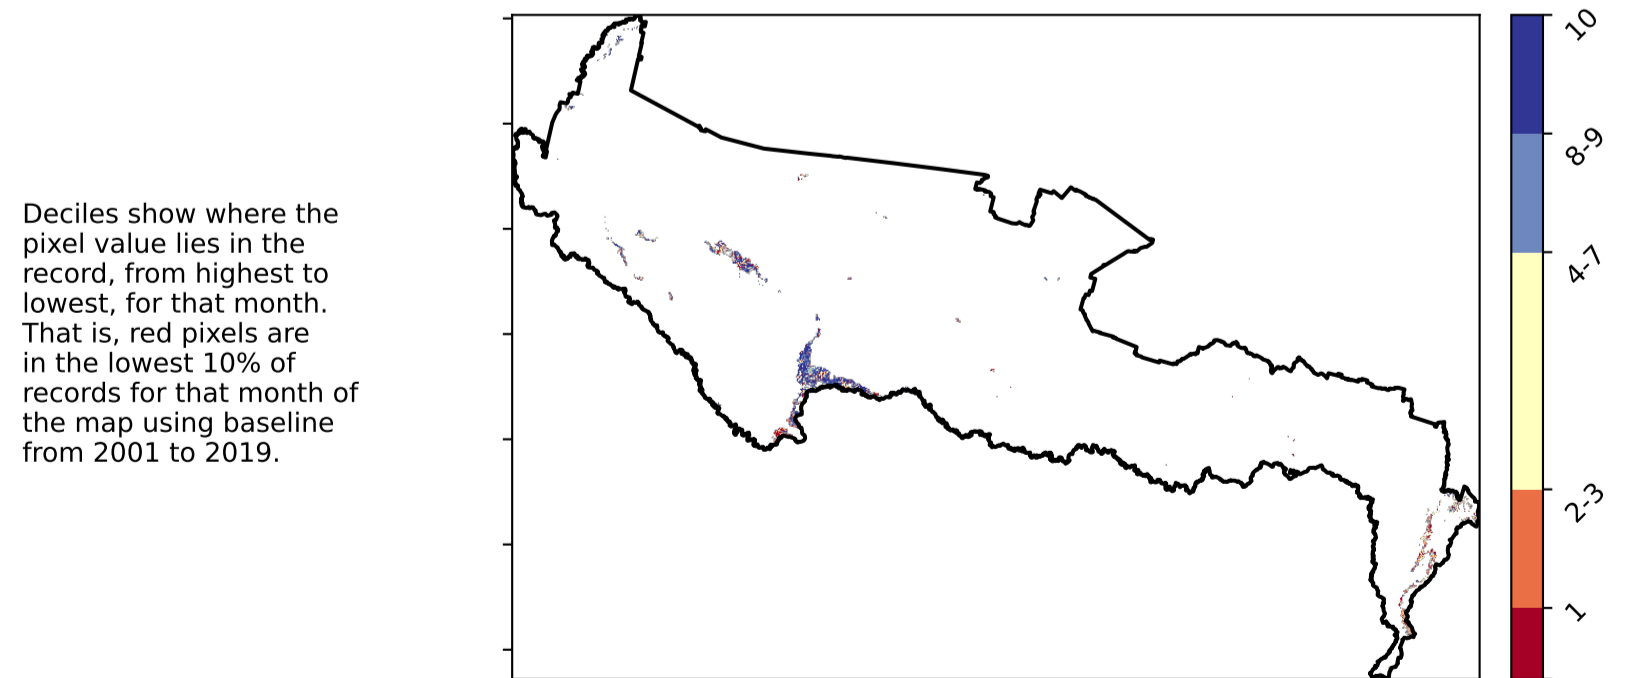 Deciles show where the
pixel value lies in the
record, from highest to
lowest, for that month.
That is, red pixels are
in the lowest 10% of
records for that month of
the map using baseline
from 2001 to 2019.
10
8-9
4-7
2-3
1